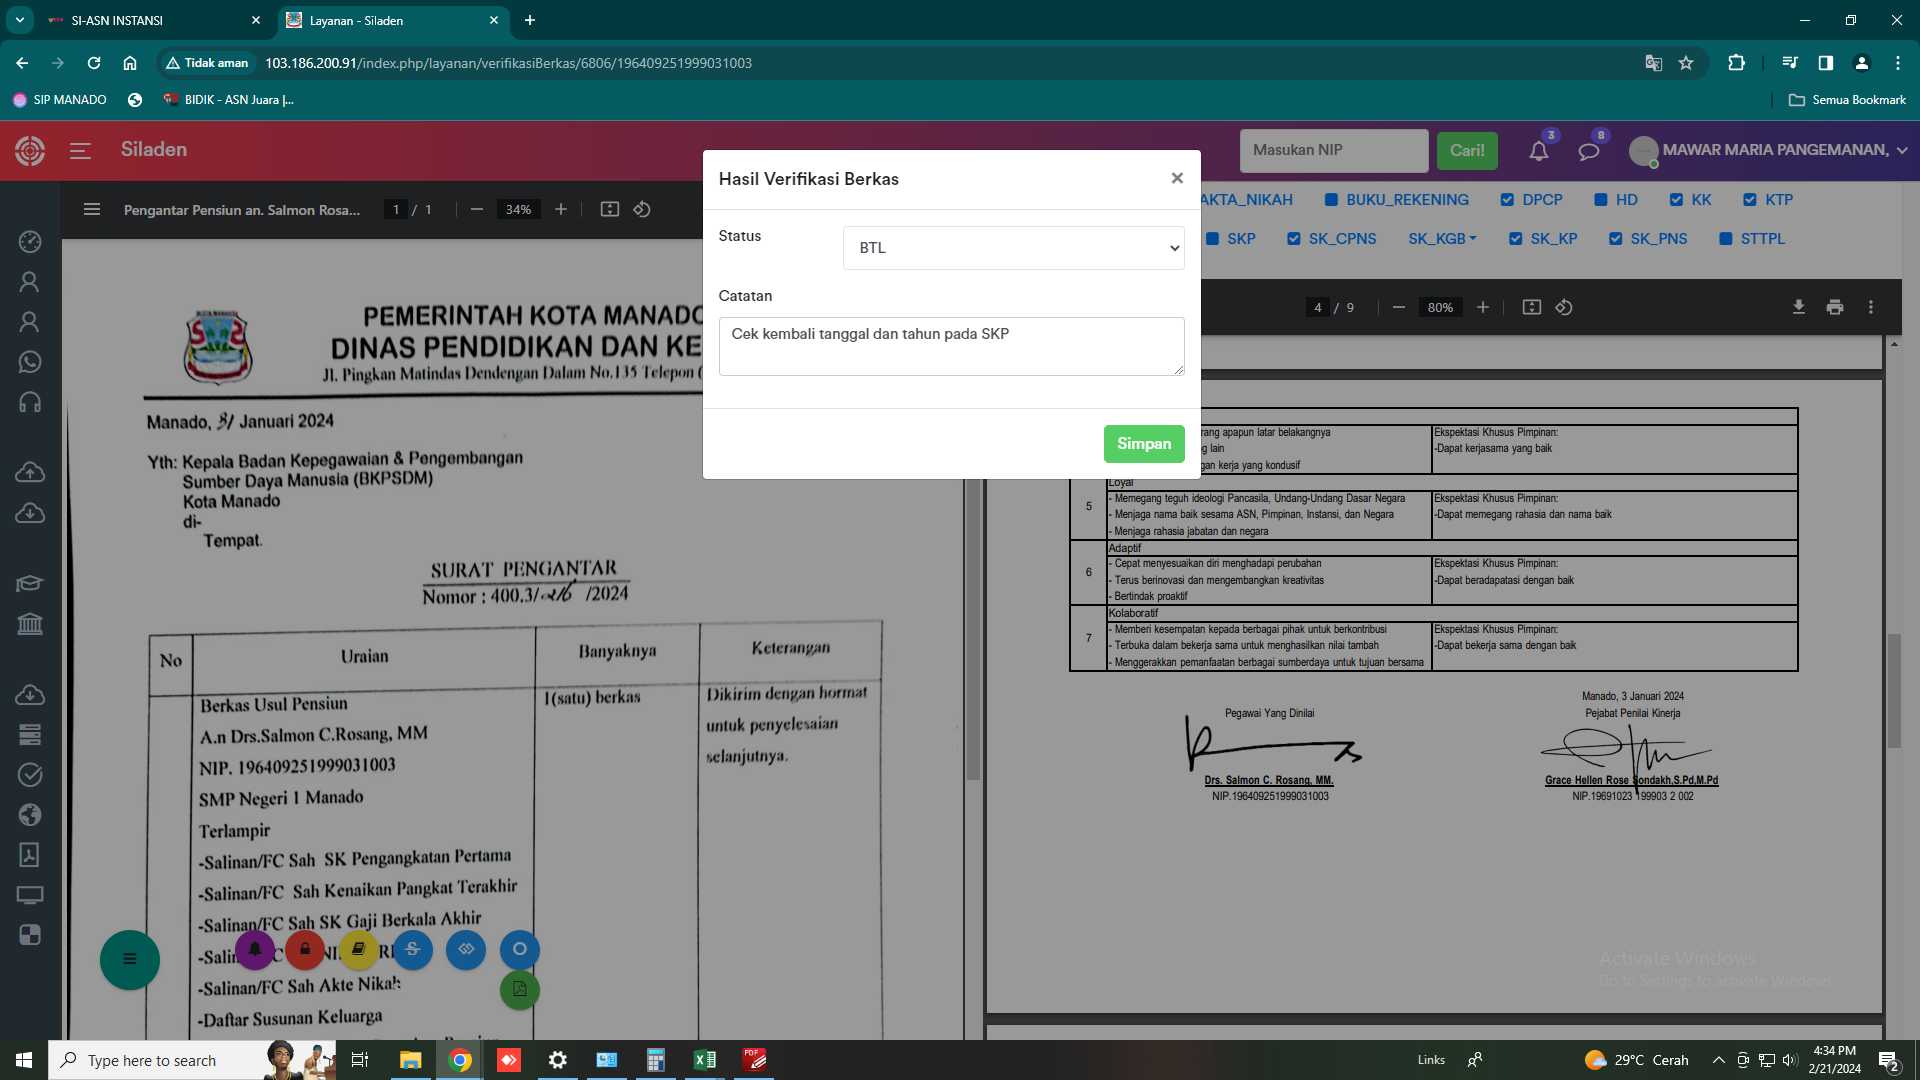 SI-ASN INSTANSI
Layanan - Siladen
Tidak aman
103.186.200.91/index.php/layanan/verifikasiBerkas/6806/196409251999031003
SIP MANADO
BIDIK - ASN Juara |...
Semua Bookmark
Siladen
Masukan NIP
Cari!
3
8
MAWAR MARIA PANGEMANAN,
Hasil Verifikasi Berkas
Status
BTL
Catatan
Cek kembali tanggal dan tahun pada SKP
Simpan
Pengantar Pensiun an. Salmon Rosa...
1 / 1
34%
AKTA_NIKAH
BUKU_REKENING
DPCP
HD
KK
KTP
SKP
SK_CPNS
SK_KGB
SK_KP
SK_PNS
STTPL
4 / 9
80%
PEMERINTAH KOTA MANADO
DINAS PENDIDIKAN DAN KE
Jl. Pingkan Matindas Dendengan Dalam No.135 Telepon (
Manado, 31 Januari 2024
Yth: Kepala Badan Kepegawaian & Pengembangan
Sumber Daya Manusia (BKPSDM)
Kota Manado
di-
Tempat.
SURAT PENGANTAR
Nomor : 400.3/216 /2024
No
Uraian
Banyaknya
Keterangan
Berkas Usul Pensiun
A.n Drs.Salmon C.Rosang, MM
NIP. 196409251999031003
SMP Negeri 1 Manado
Terlampir
-Salinan/FC Sah SK Pengangkatan Pertama
-Salinan/FC Sah Kenaikan Pangkat Terakhir
-Salinan/FC Sah SK Gaji Berkala Akhir
-Salin
-Salinan/FC Sah Akte Nikah
-Daftar Susunan Keluarga
1(satu) berkas
Dikirim dengan hormat
untuk penyelesaian
selanjutnya.
rang apapun latar belakangnya
g lain
gan kerja yang kondusif
Ekspektasi Khusus Pimpinan:
-Dapat kerjasama yang baik
5
Loyal
- Memegang teguh ideologi Pancasila, Undang-Undang Dasar Negara
- Menjaga nama baik sesama ASN, Pimpinan, Instansi, dan Negara
- Menjaga rahasia jabatan dan negara
Ekspektasi Khusus Pimpinan:
-Dapat memegang rahasia dan nama baik
6
Adaptif
- Cepat menyesuaikan diri menghadapi perubahan
- Terus berinovasi dan mengembangkan kreativitas
- Bertindak proaktif
Ekspektasi Khusus Pimpinan:
-Dapat beradapatasi dengan baik
7
Kolaboratif
- Memberi kesempatan kepada berbagai pihak untuk berkontribusi
- Terbuka dalam bekerja sama untuk menghasilkan nilai tambah
- Menggerakkan pemanfaatan berbagai sumberdaya untuk tujuan bersama
Ekspektasi Khusus Pimpinan:
-Dapat bekerja sama dengan baik
Manado, 3 Januari 2024
Pegawai Yang Dinilai
Pejabat Penilai Kinerja
Drs. Salmon C. Rosang, MM.
NIP.196409251999031003
Grace Hellen Rose Sondakh,S.Pd,M.Pd
NIP.19691023 199903 2 002
Activate Windows
Go to Settings to activate Windows.
Type here to search
Links
29°C Cerah
4:34 PM
2/21/2024
2